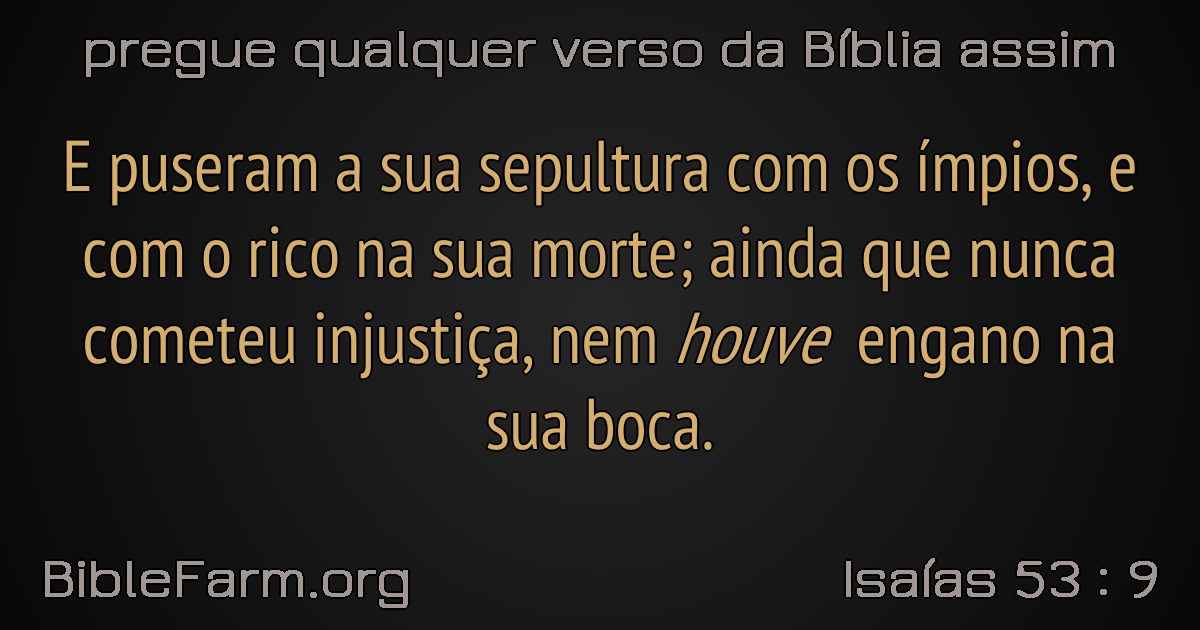 pregue qualquer verso da Bíblia assim
E puseram a sua sepultura com os ímpios, e
com o rico na sua morte; ainda que nunca
cometeu injustiça, nem houve engano na
sua boca.
BibleFarm.org
Isaías 53 : 9